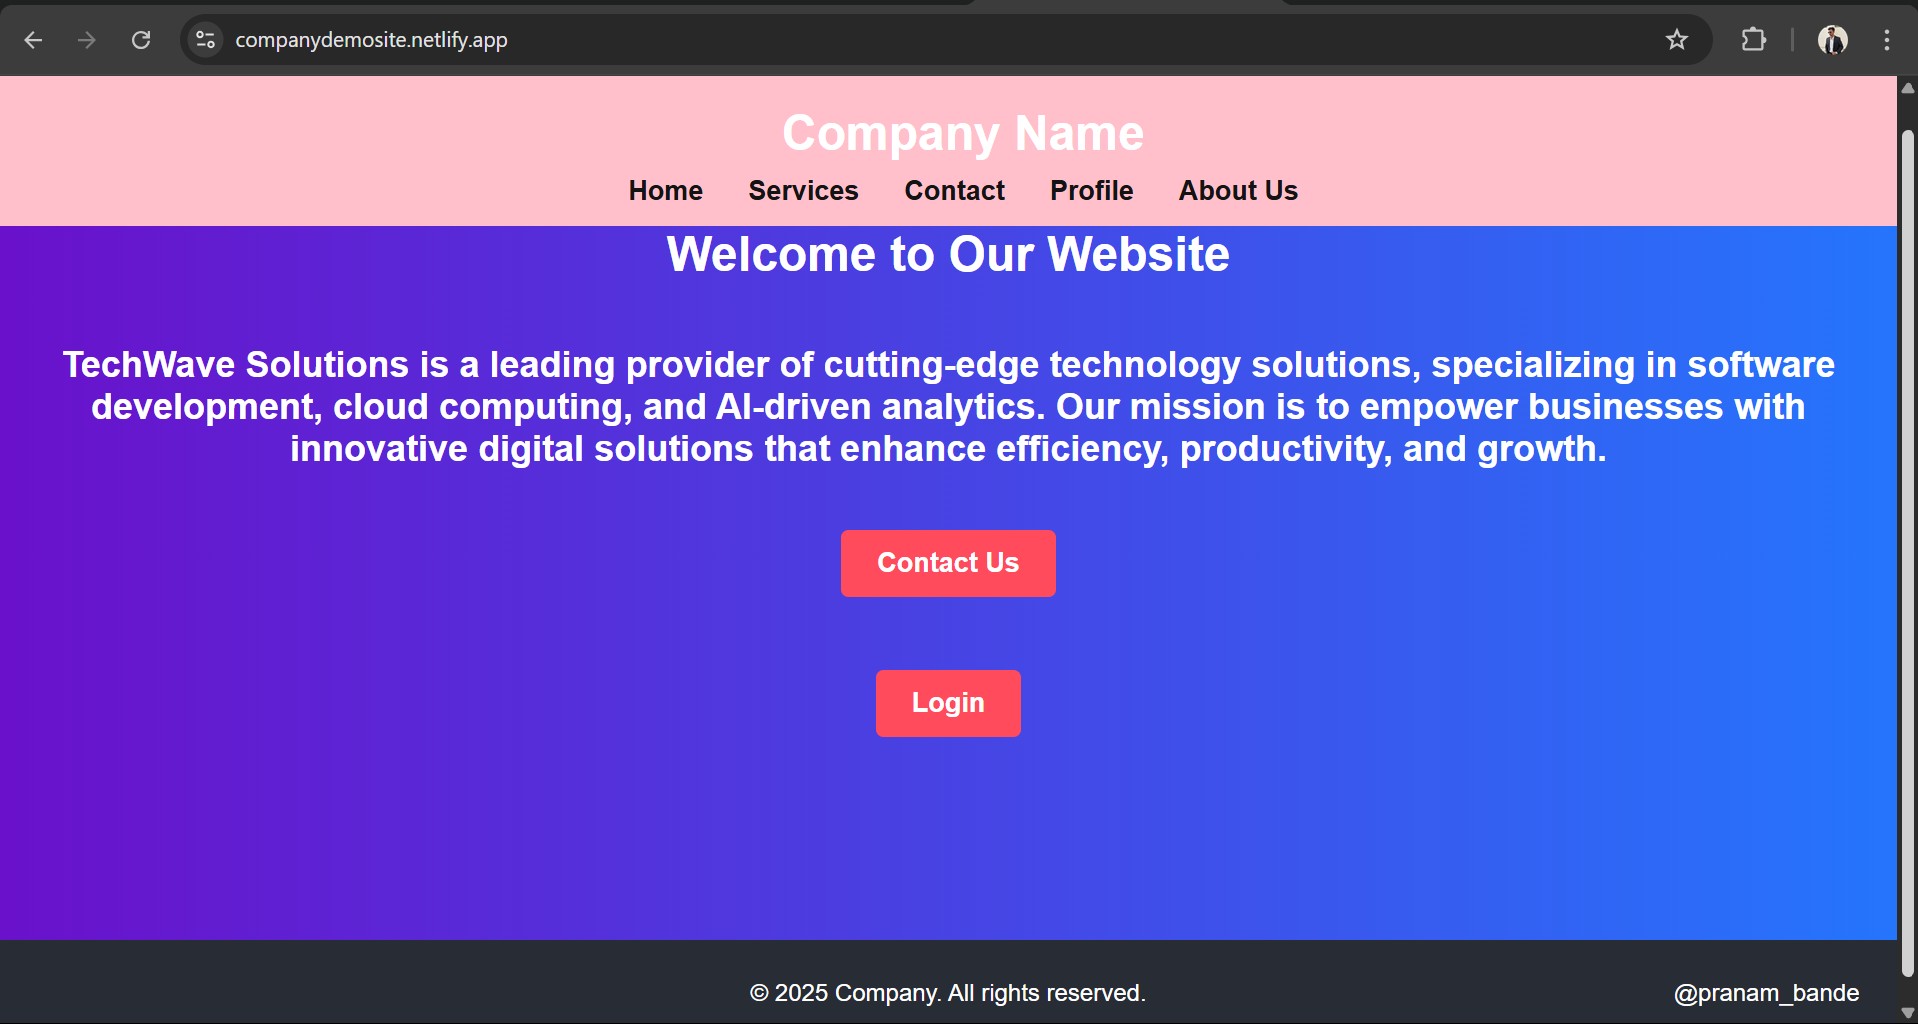 companydemosite.netlify.app
Company Name
Home Services Contact Profile About Us
Welcome to Our Website
TechWave Solutions is a leading provider of cutting-edge technology solutions, specializing in software
development, cloud computing, and AI-driven analytics. Our mission is to empower businesses with
innovative digital solutions that enhance efficiency, productivity, and growth.
Contact Us
Login
© 2025 Company. All rights reserved.
@pranam_bande